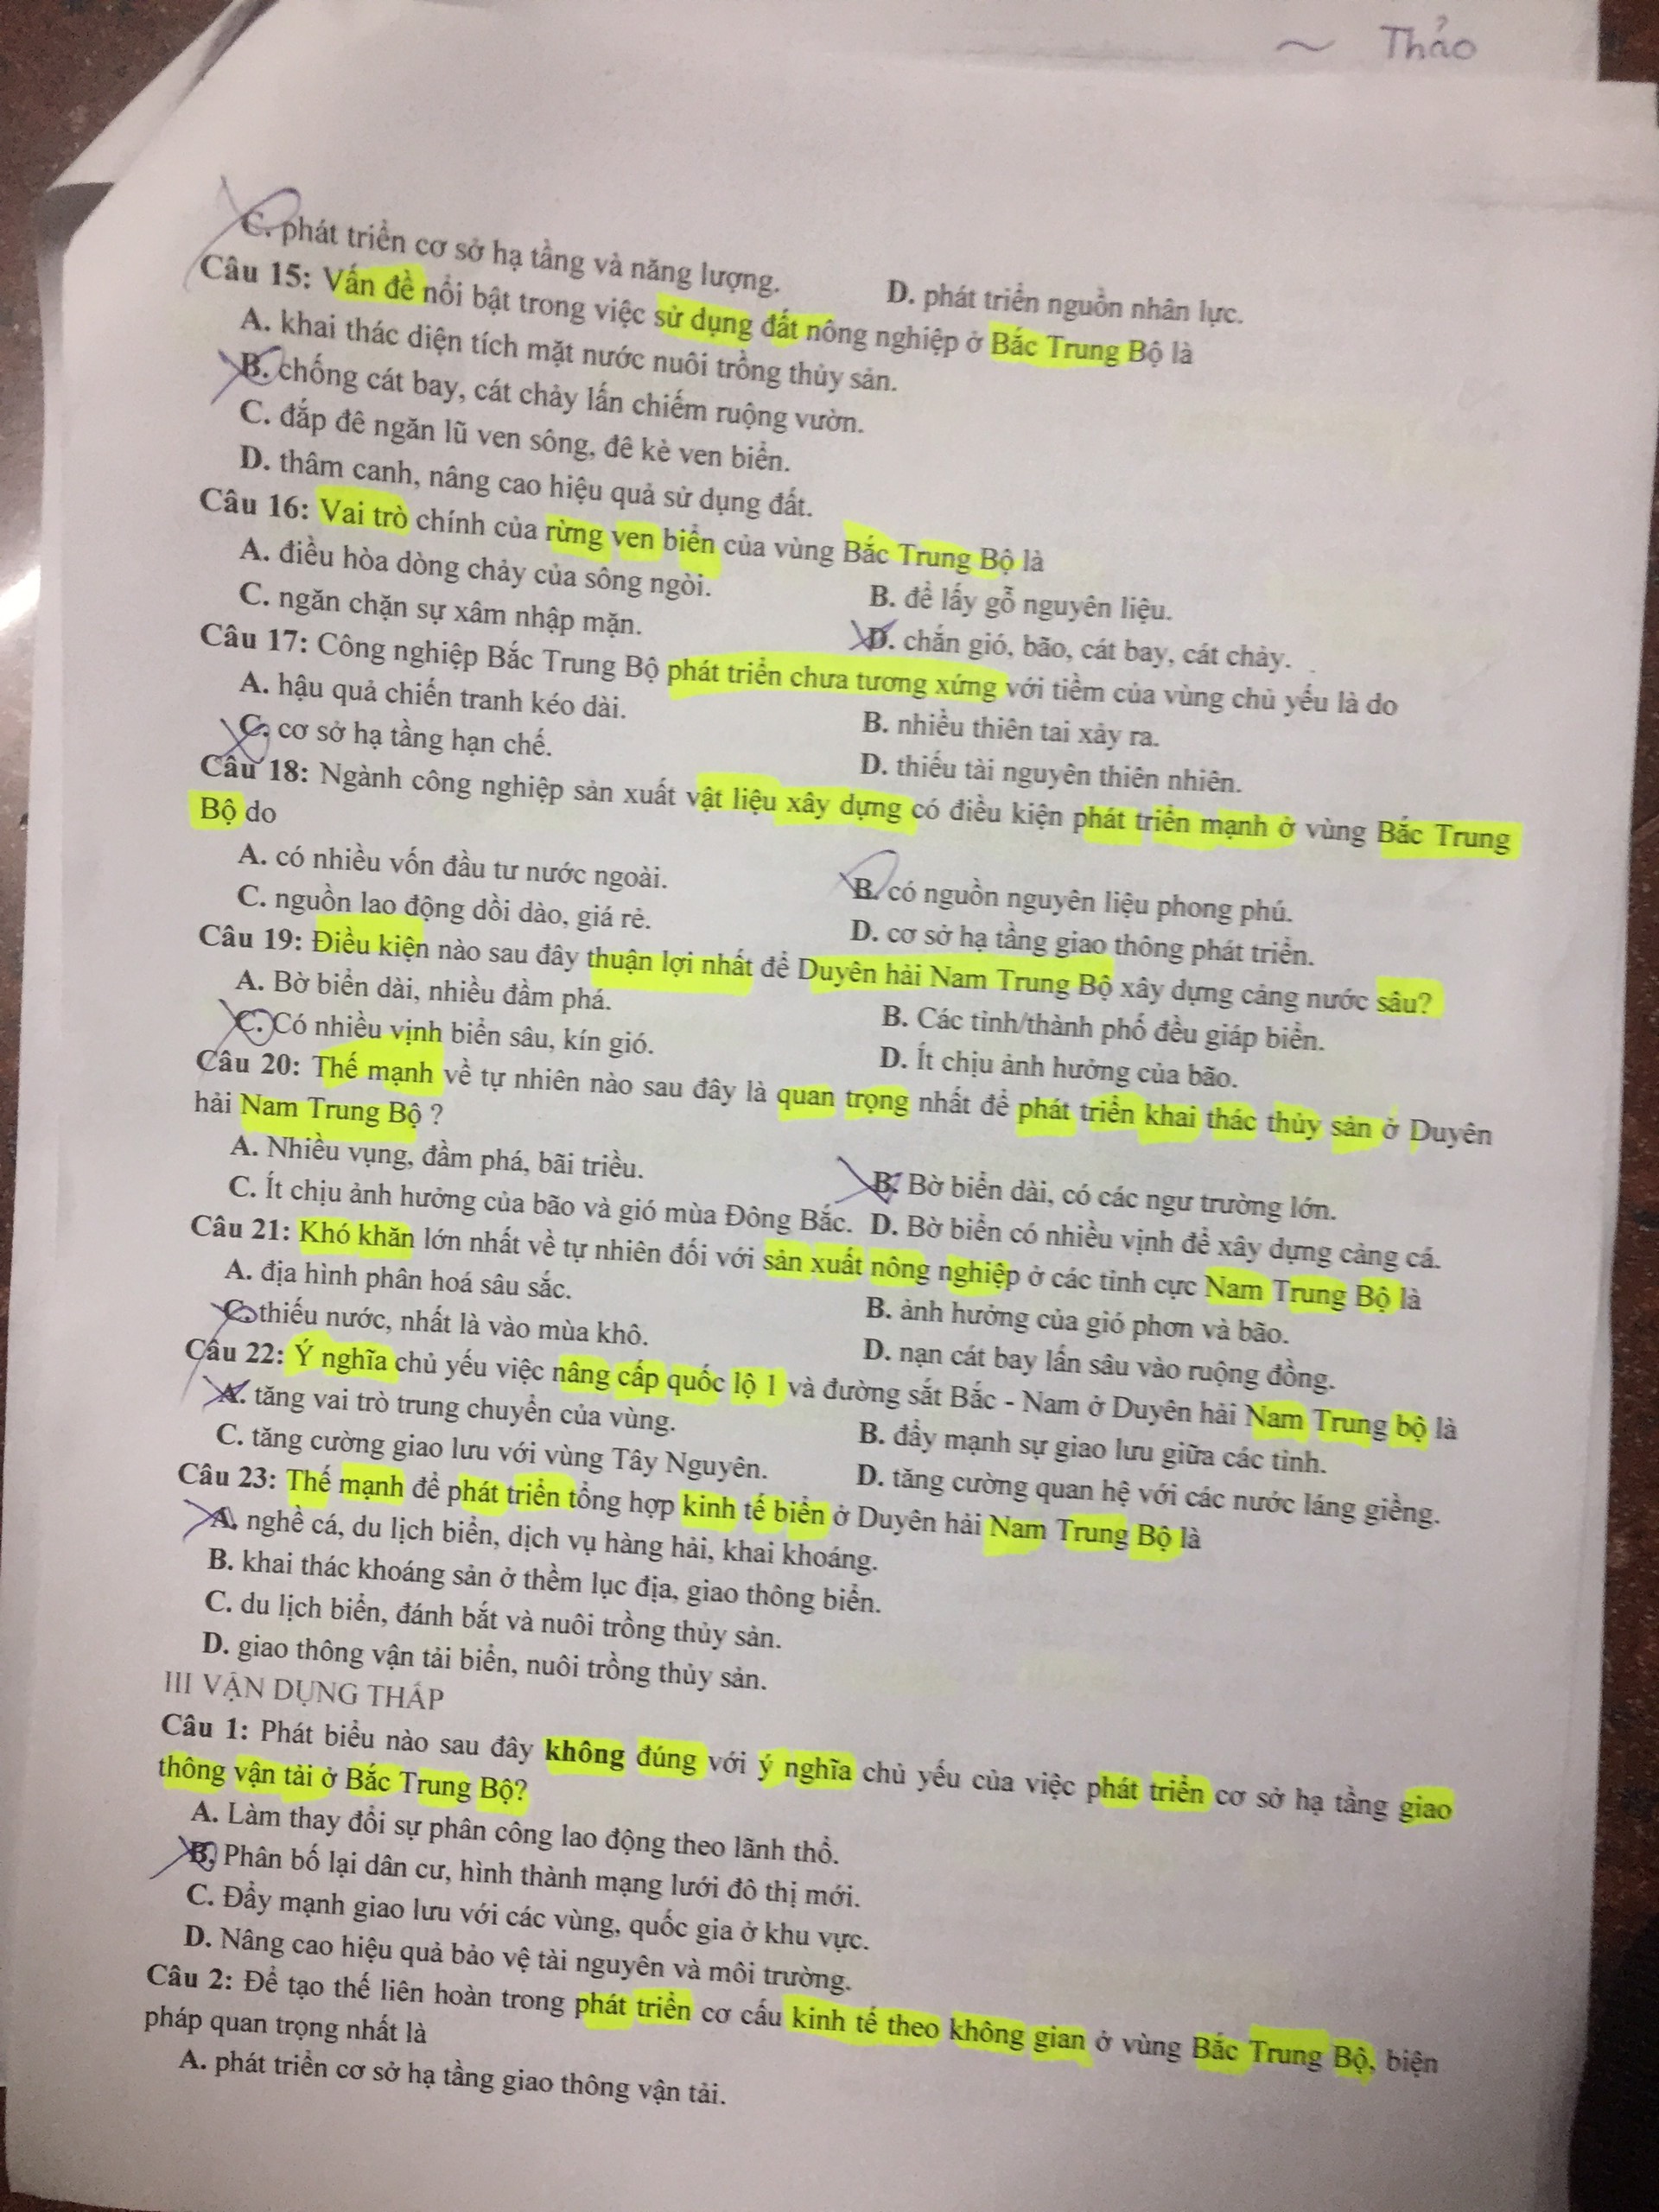 ~ Thảo
C. phát triển cơ sở hạ tầng và năng lượng. D. phát triển nguồn nhân lực.
Câu 15: Vấn đề nổi bật trong việc sử dụng đất nông nghiệp ở Bắc Trung Bộ là
A. khai thác diện tích mặt nước nuôi trồng thủy sản.
B. chống cát bay, cát chảy lấn chiếm ruộng vườn.
C. đắp đê ngăn lũ ven sông, đê kè ven biển.
D. thâm canh, nâng cao hiệu quả sử dụng đất.
Câu 16: Vai trò chính của rừng ven biển của vùng Bắc Trung Bộ là
A. điều hòa dòng chảy của sông ngòi. B. để lấy gỗ nguyên liệu.
C. ngăn chặn sự xâm nhập mặn. D. chắn gió, bão, cát bay, cát chảy.
Câu 17: Công nghiệp Bắc Trung Bộ phát triển chưa tương xứng với tiềm của vùng chủ yếu là do
A. hậu quả chiến tranh kéo dài. B. nhiều thiên tai xảy ra.
C. cơ sở hạ tầng hạn chế. D. thiếu tài nguyên thiên nhiên.
Câu 18: Ngành công nghiệp sản xuất vật liệu xây dựng có điều kiện phát triển mạnh ở vùng Bắc Trung
Bộ do
A. có nhiều vốn đầu tư nước ngoài. B. có nguồn nguyên liệu phong phú.
C. nguồn lao động dồi dào, giá rẻ. D. cơ sở hạ tầng giao thông phát triển.
Câu 19: Điều kiện nào sau đây thuận lợi nhất để Duyên hải Nam Trung Bộ xây dựng cảng nước sâu?
A. Bờ biển dài, nhiều đầm phá. B. Các tỉnh/thành phố đều giáp biển.
C. Có nhiều vịnh biển sâu, kín gió. D. Ít chịu ảnh hưởng của bão.
Câu 20: Thế mạnh về tự nhiên nào sau đây là quan trọng nhất để phát triển khai thác thủy sản ở Duyên
hải Nam Trung Bộ ?
A. Nhiều vụng, đầm phá, bãi triều. B. Bờ biển dài, có các ngư trường lớn.
C. Ít chịu ảnh hưởng của bão và gió mùa Đông Bắc. D. Bờ biển có nhiều vịnh để xây dựng cảng cá.
Câu 21: Khó khăn lớn nhất về tự nhiên đối với sản xuất nông nghiệp ở các tỉnh cực Nam Trung Bộ là
A. địa hình phân hoá sâu sắc. B. ảnh hưởng của gió phơn và bão.
C. thiếu nước, nhất là vào mùa khô. D. nạn cát bay lấn sâu vào ruộng đồng.
Câu 22: Ý nghĩa chủ yếu việc nâng cấp quốc lộ 1 và đường sắt Bắc - Nam ở Duyên hải Nam Trung bộ là
A. tăng vai trò trung chuyển của vùng. B. đẩy mạnh sự giao lưu giữa các tỉnh.
C. tăng cường giao lưu với vùng Tây Nguyên. D. tăng cường quan hệ với các nước láng giềng.
Câu 23: Thế mạnh để phát triển tổng hợp kinh tế biển ở Duyên hải Nam Trung Bộ là
A. nghề cá, du lịch biển, dịch vụ hàng hải, khai khoáng.
B. khai thác khoáng sản ở thềm lục địa, giao thông biển.
C. du lịch biển, đánh bắt và nuôi trồng thủy sản.
D. giao thông vận tải biển, nuôi trồng thủy sản.
III VẬN DỤNG THẤP
Câu 1: Phát biểu nào sau đây không đúng với ý nghĩa chủ yếu của việc phát triển cơ sở hạ tầng giao
thông vận tải ở Bắc Trung Bộ?
A. Làm thay đổi sự phân công lao động theo lãnh thổ.
B. Phân bố lại dân cư, hình thành mạng lưới đô thị mới.
C. Đẩy mạnh giao lưu với các vùng, quốc gia ở khu vực.
D. Nâng cao hiệu quả bảo vệ tài nguyên và môi trường.
Câu 2: Để tạo thế liên hoàn trong phát triển cơ cấu kinh tế theo không gian ở vùng Bắc Trung Bộ, biện
pháp quan trọng nhất là
A. phát triển cơ sở hạ tầng giao thông vận tải.